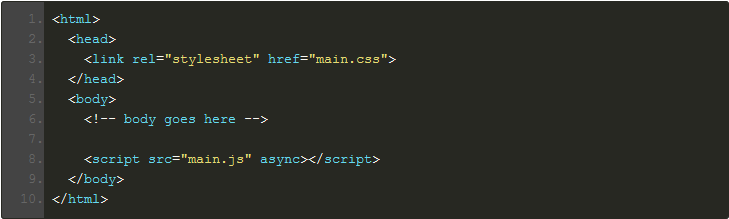 1. <html>
2.   <head>
3.     <link rel="stylesheet" href="main.css">
4.   </head>
5.   <body>
6.     <!-- body goes here -->
7.
8.     <script src="main.js" async></script>
9.   </body>
10. </html>